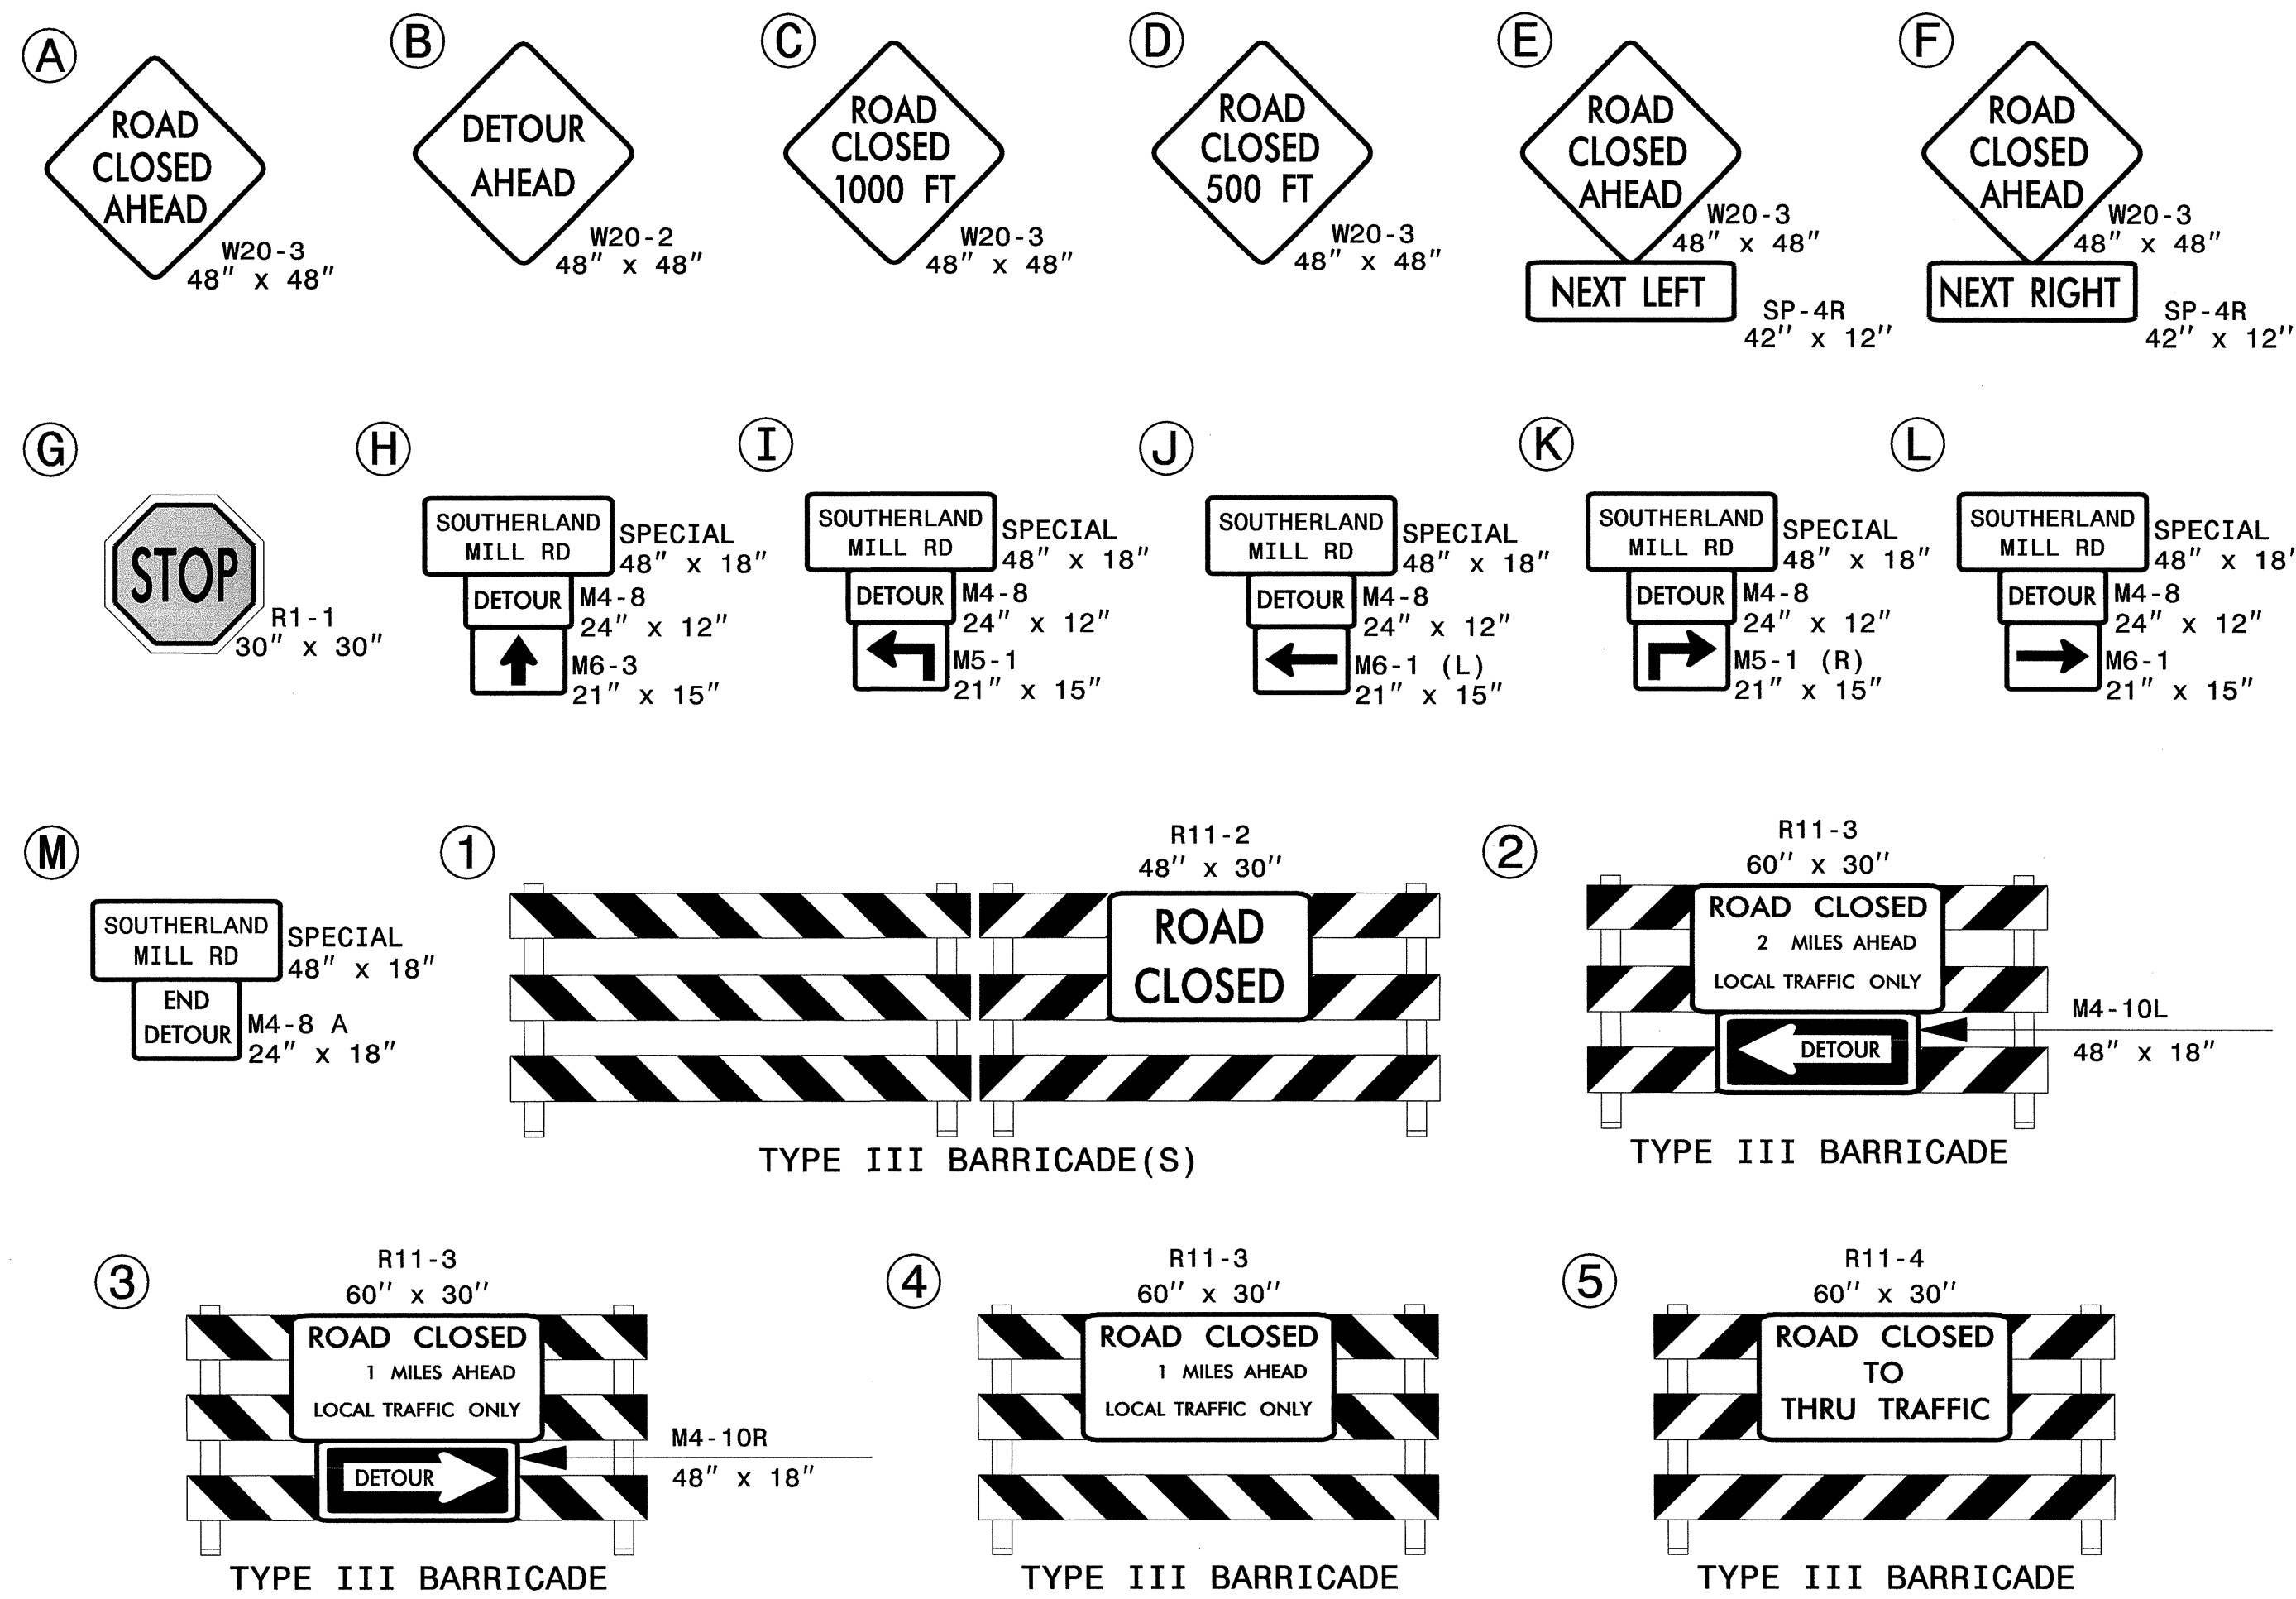 A
ROAD
CLOSED
AHEAD
W20-3
48" x 48"
B
DETOUR
AHEAD
W20-2
48" x 48"
C
ROAD
CLOSED
1000 FT
W20-3
48" x 48"
D
ROAD
CLOSED
500 FT
W20-3
48" x 48"
E
ROAD
CLOSED
AHEAD
W20-3
48" x 48"
NEXT LEFT
SP-4R
42" x 12"
F
ROAD
CLOSED
AHEAD
W20-3
48" x 48"
NEXT RIGHT
SP-4R
42" x 12"
G
STOP
R1-1
30" x 30"
H
SOUTHERLAND
MILL RD
SPECIAL
48" x 18"
DETOUR
M4-8
24" x 12"
M6-3
21" x 15"
I
SOUTHERLAND
MILL RD
SPECIAL
48" x 18"
DETOUR
M4-8
24" x 12"
M5-1
21" x 15"
J
SOUTHERLAND
MILL RD
SPECIAL
48" x 18"
DETOUR
M4-8
24" x 12"
M6-1 (L)
21" x 15"
K
SOUTHERLAND
MILL RD
SPECIAL
48" x 18"
DETOUR
M4-8
24" x 12"
M5-1 (R)
21" x 15"
L
SOUTHERLAND
MILL RD
SPECIAL
48" x 18"
DETOUR
M4-8
24" x 12"
M6-1
21" x 15"
M
SOUTHERLAND
MILL RD
SPECIAL
48" x 18"
END
DETOUR
M4-8 A
24" x 18"
1
R11-2
48" x 30"
ROAD
CLOSED
TYPE III BARRICADE(S)
2
R11-3
60" x 30"
ROAD CLOSED
2 MILES AHEAD
LOCAL TRAFFIC ONLY
DETOUR
M4-10L
48" x 18"
TYPE III BARRICADE
3
R11-3
60" x 30"
ROAD CLOSED
1 MILES AHEAD
LOCAL TRAFFIC ONLY
DETOUR
M4-10R
48" x 18"
TYPE III BARRICADE
4
R11-3
60" x 30"
ROAD CLOSED
1 MILES AHEAD
LOCAL TRAFFIC ONLY
TYPE III BARRICADE
5
R11-4
60" x 30"
ROAD CLOSED
TO
THRU TRAFFIC
TYPE III BARRICADE